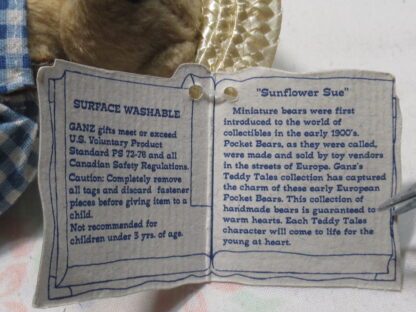 SURFACE WASHABLE
GANZ gifts meet or exceed
U.S. Voluntary Product
Standard PS 72-76 and all
Canadian Safety Regulations.
Caution: Completely remove
all tags and discard fastener
pieces before giving item to a
child.
Not recommended for
children under 3 yrs. of age.
"Sunflower Sue"
Miniature bears were first
introduced to the world of
collectibles in the early 1900's.
Pocket Bears, as they were called,
were made and sold by toy vendors
in the streets of Europe. Ganz's
Teddy Tales collection has captured
the charm of these early European
Pocket Bears. This collection of
handmade bears is guaranteed to
warm hearts. Each Teddy Tales
character will come to life for the
young at heart.